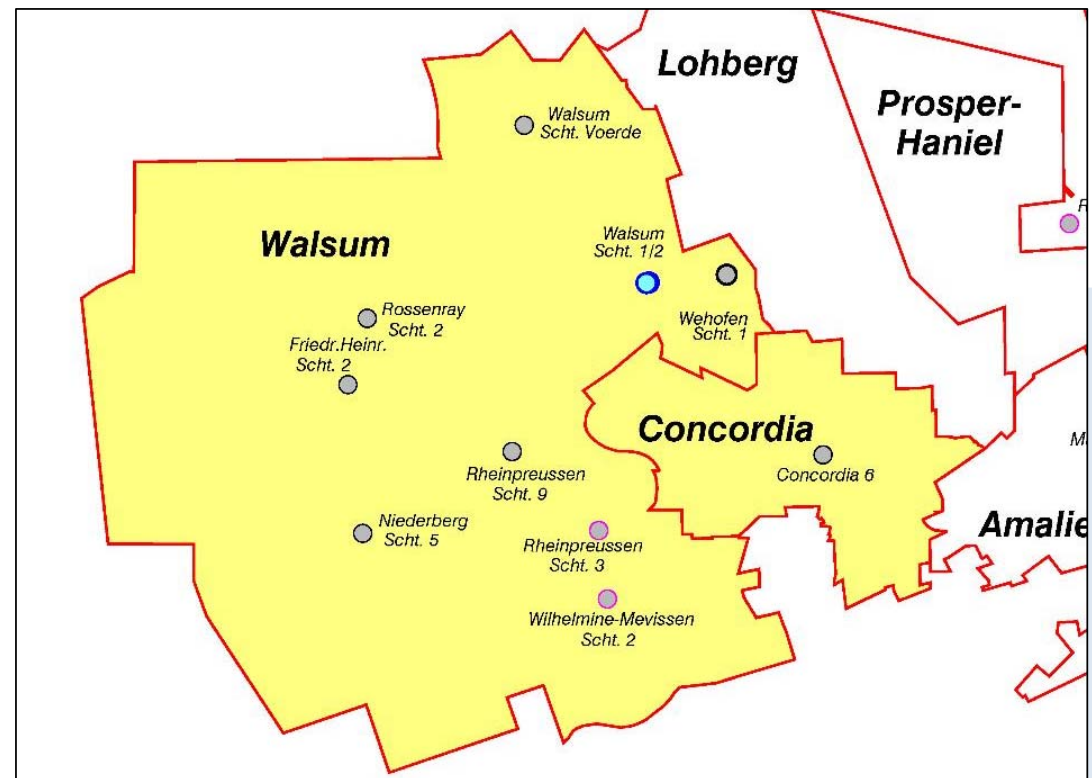 Lohberg
Prosper-
Haniel
Walsum
Scht. Voerde
Walsum
Walsum
Scht. 1/2
Rossenray
Scht. 2
Friedr.Heinr.
Scht. 2
Wehofen
Scht. 1
Concordia
Concordia 6
Rheinpreussen
Scht. 9
Niederberg
Scht. 5
Rheinpreussen
Scht. 3
Amalie
Wilhelmine-Mevissen
Scht. 2